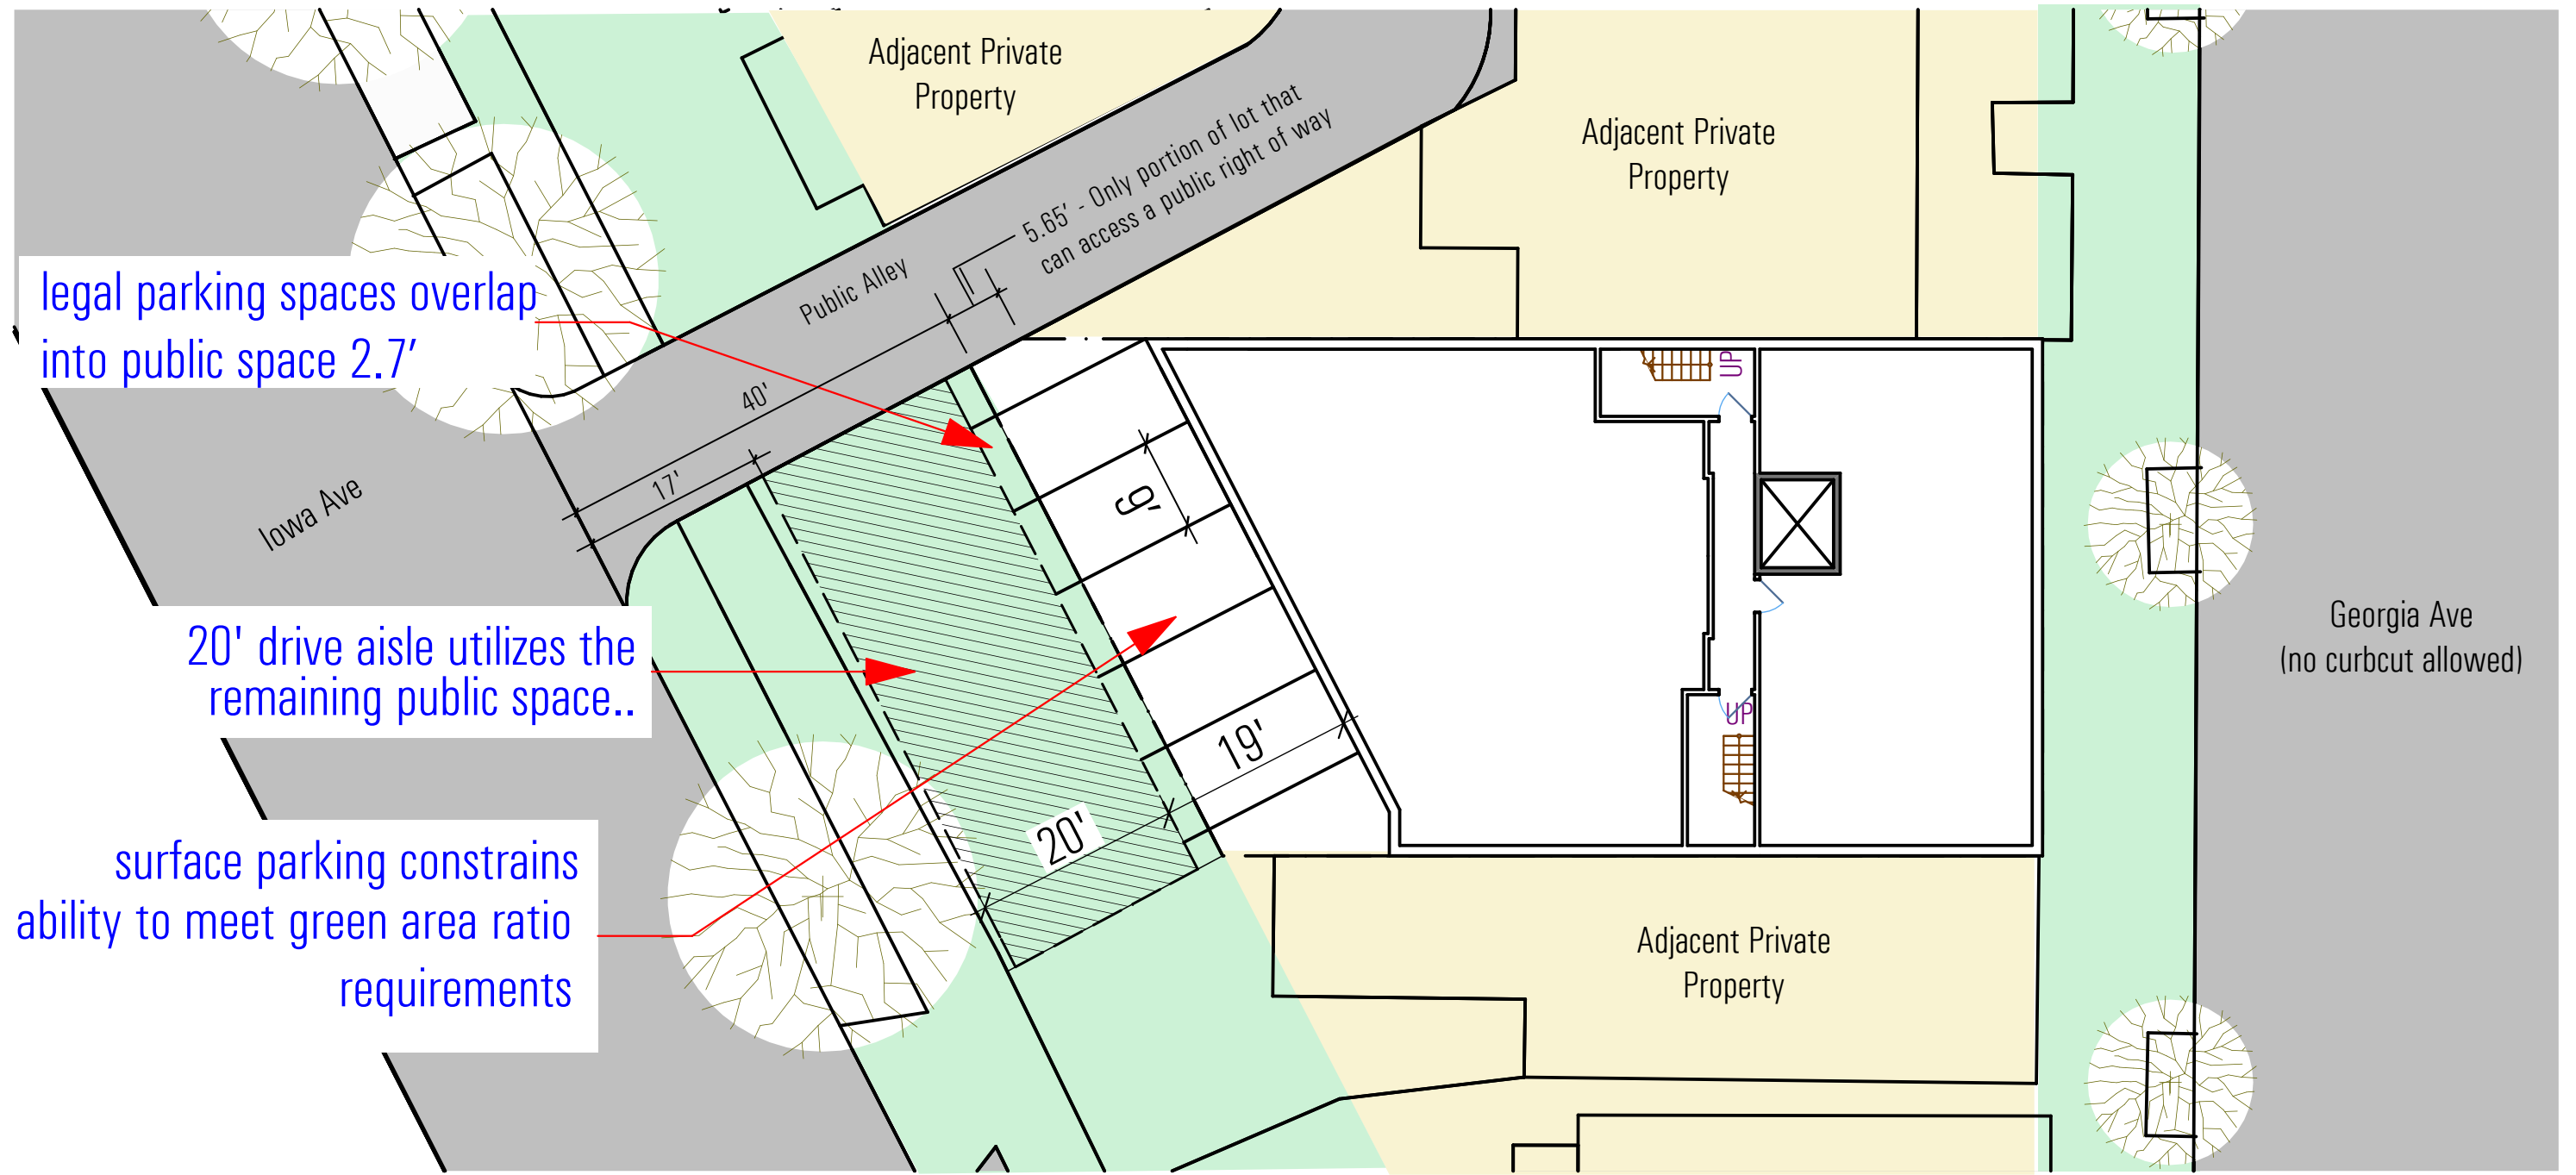 Adjacent Private
Property
Adjacent Private
Property
5.65' - Only portion of lot that
can access a public right of way
Public Alley
legal parking spaces overlap
into public space 2.7'
40'
17'
UP
9'
Iowa Ave
20' drive aisle utilizes the
remaining public space..
Georgia Ave
(no curbcut allowed)
UP
19'
20'
surface parking constrains
ability to meet green area ratio
requirements
Adjacent Private
Property